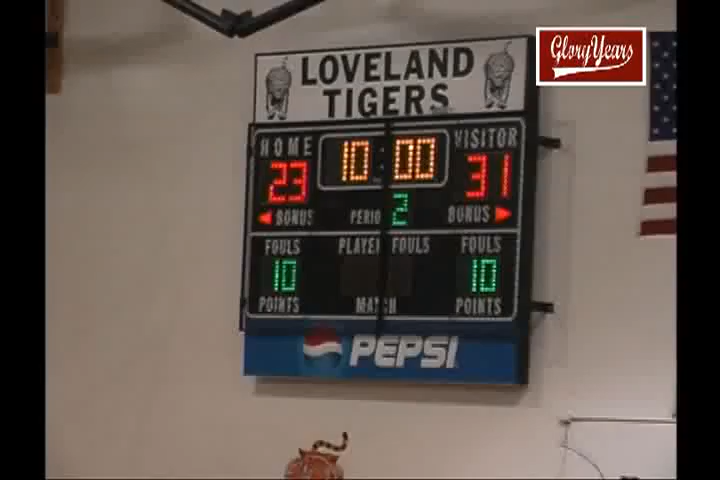 GloryYears
LOVELAND
TIGERS
HOME
VISITOR
23
10:00
31
BONUS
PERIO
2
BONUS
FOULS
PLAYER FOULS
FOULS
10
10
POINTS
MATCH
POINTS
PEPSI